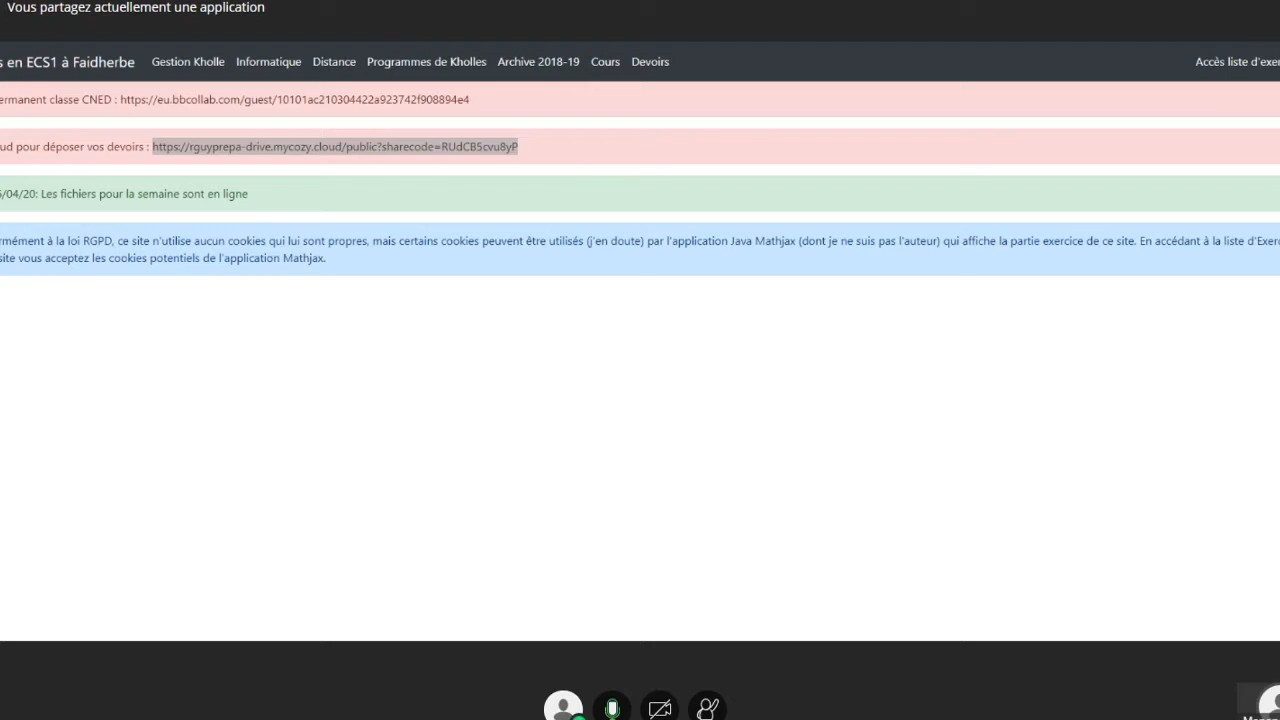 Vous partagez actuellement une application
s en ECS1 à Faidherbe Gestion Kholle Informatique Distance Programmes de Kholles Archive 2018-19 Cours Devoirs Accès liste d'exer
ermanent classe CNED : https://eu.bbcollab.com/guest/10101ac210304422a923742f908894e4
ud pour déposer vos devoirs : https://rguyprepa-drive.mycozy.cloud/public?sharecode=RUdCB5cvu8yP
/04/20: Les fichiers pour la semaine sont en ligne
rmément à la loi RGPD, ce site n'utilise aucun cookies qui lui sont propres, mais certains cookies peuvent être utilisés (j'en doute) par l'application Java Mathjax (dont je ne suis pas l'auteur) qui affiche la partie exercice de ce site. En accédant à la liste d'Exer
site vous acceptez les cookies potentiels de l'application Mathjax.